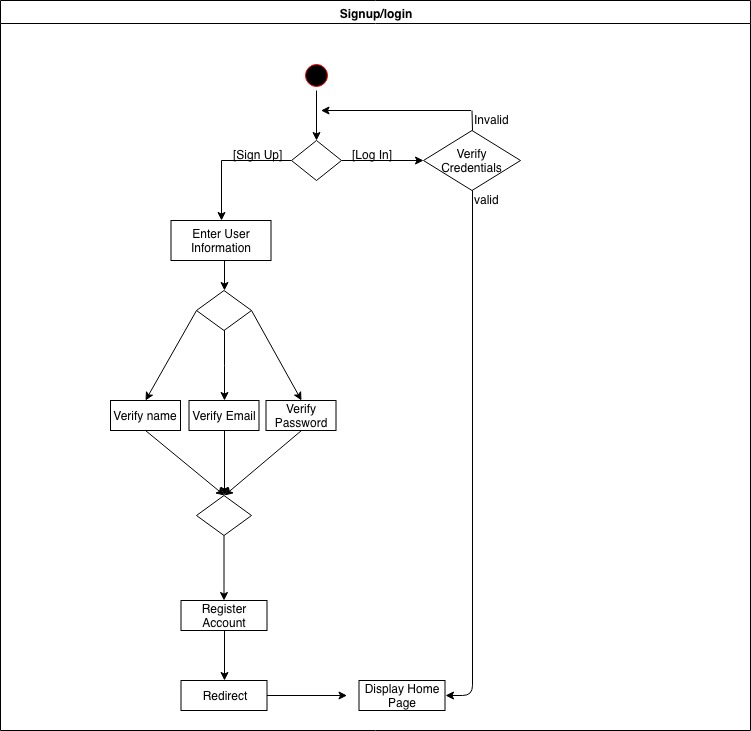 Signup/login
Invalid
[Sign Up]
[Log In]
Verify
Credentials
valid
Enter User
Information
Verify name
Verify Email
Verify
Password
Register
Account
Redirect
Display Home
Page